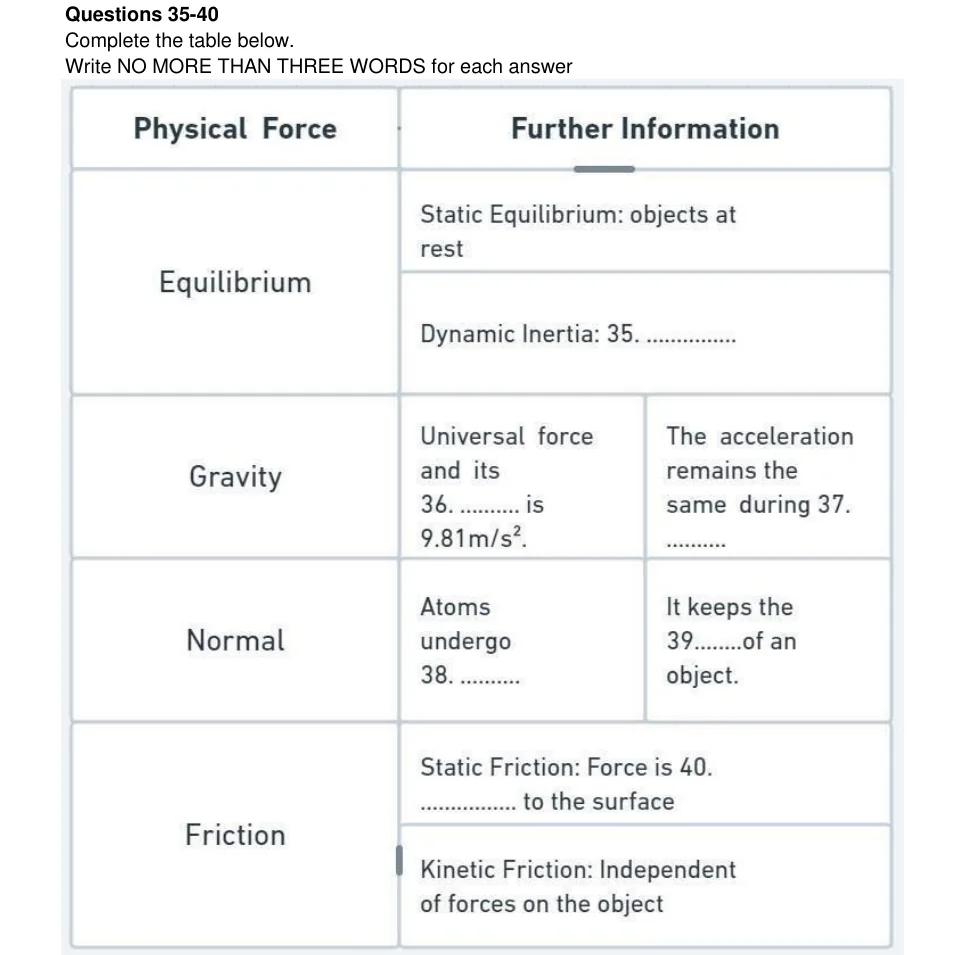 Questions 35-40
Complete the table below.
Write NO MORE THAN THREE WORDS for each answer
Physical Force
Further Information
Equilibrium
Static Equilibrium: objects at
rest
Dynamic Inertia: 35. ...............
Gravity
Universal force
and its
36. .......... is
9.81m/s².
The acceleration
remains the
same during 37.
..........
Normal
Atoms
undergo
38. ..........
It keeps the
39........of an
object.
Friction
Static Friction: Force is 40.
................ to the surface
Kinetic Friction: Independent
of forces on the object